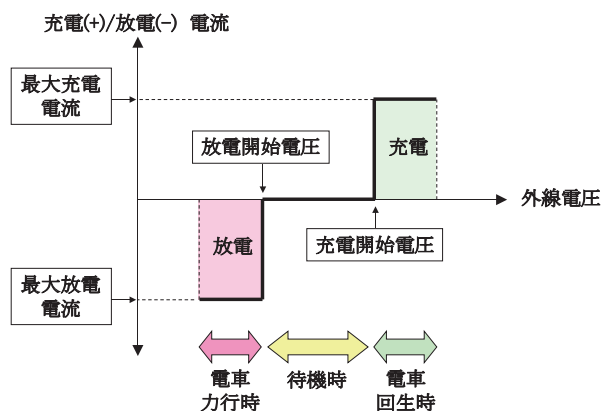 充電(+)/放電(-) 電流
最大充電
電流
放電開始電圧
充電
外線電圧
放電
充電開始電圧
最大放電
電流
電車
力行時
待機時
電車
回生時